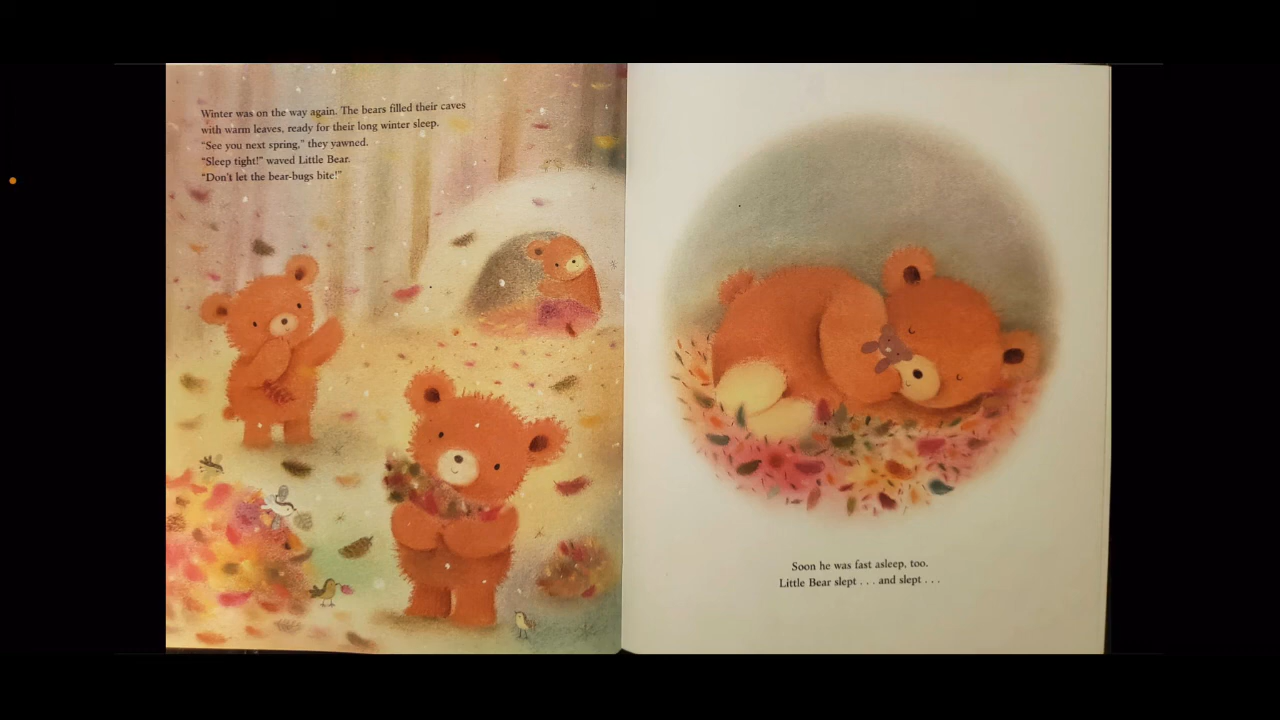 Winter was on the way again. The bears filled their caves
with warm leaves, ready for their long winter sleep.
“See you next spring,” they yawned.
“Sleep tight!” waved Little Bear.
“Don’t let the bear-bugs bite!”
Soon he was fast asleep, too.
Little Bear slept . . . and slept . . .